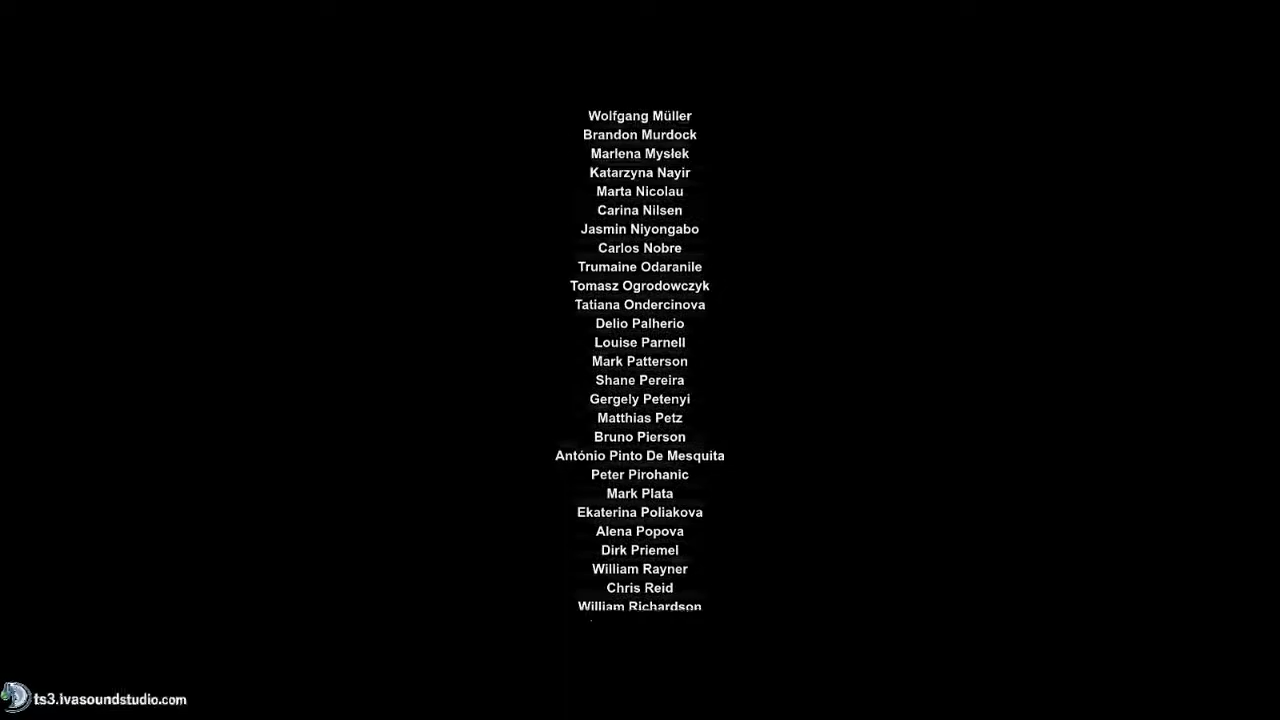 Wolfgang Müller
Brandon Murdock
Marlena Mysłek
Katarzyna Nayir
Marta Nicolau
Carina Nilsen
Jasmin Niyongabo
Carlos Nobre
Trumaine Odaranile
Tomasz Ogrodowczyk
Tatiana Ondercinova
Delio Palherio
Louise Parnell
Mark Patterson
Shane Pereira
Gergely Petenyi
Matthias Petz
Bruno Pierson
António Pinto De Mesquita
Peter Pirohanic
Mark Plata
Ekaterina Poliakova
Alena Popova
Dirk Priemel
William Rayner
Chris Reid
William Richardson
ts3.ivasoundstudio.com